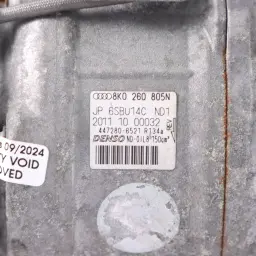 8K0 260 805N
JP 6SBU14C ND1
2011 10 00032
447280-6521 R134a
DENSO ND-OIL8 150cm³
09/2024
TY VOID
OVED